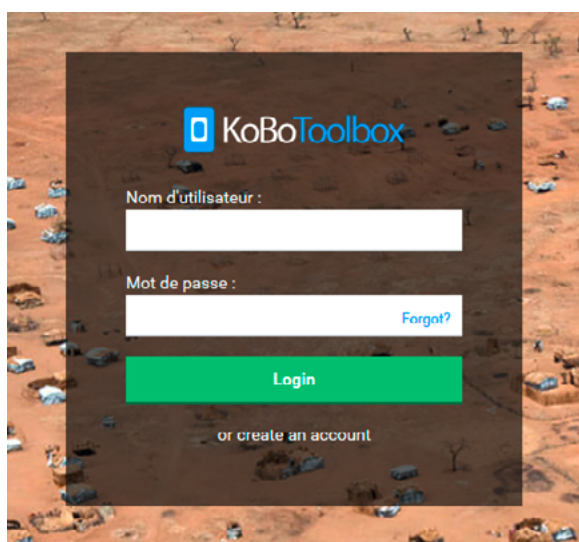 KoBoToolbox
Nom d'utilisateur :
Mot de passe :
Forgot?
Login
or create an account